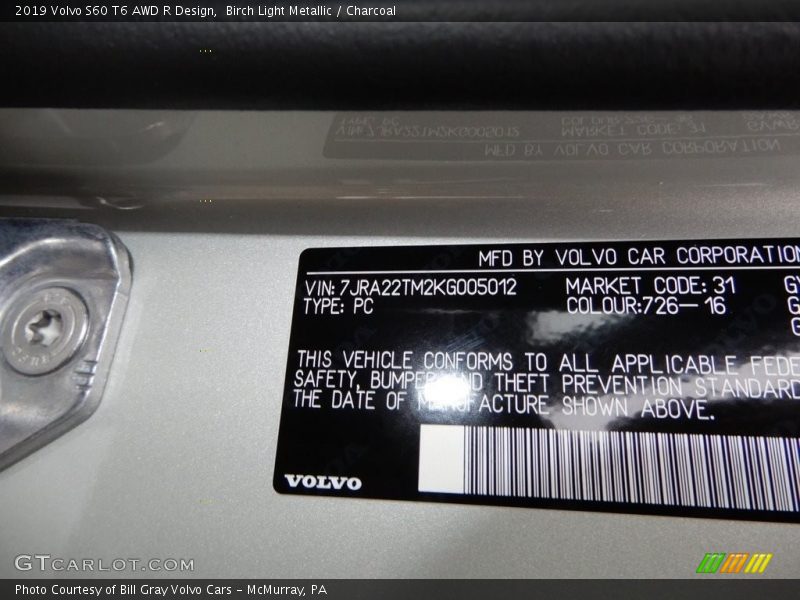 2019 Volvo S60 T6 AWD R Design, Birch Light Metallic / Charcoal
MFD BY VOLVO CAR CORPORATION
VIN: 7JRA22TM2KG005012 MARKET CODE: 31
TYPE: PC COLOUR:726-16
THIS VEHICLE CONFORMS TO ALL APPLICABLE FEDE
SAFETY, BUMPER AND THEFT PREVENTION STANDARD
THE DATE OF MANUFACTURE SHOWN ABOVE.
VOLVO
GTCARLOT.COM
Photo Courtesy of Bill Gray Volvo Cars - McMurray, PA